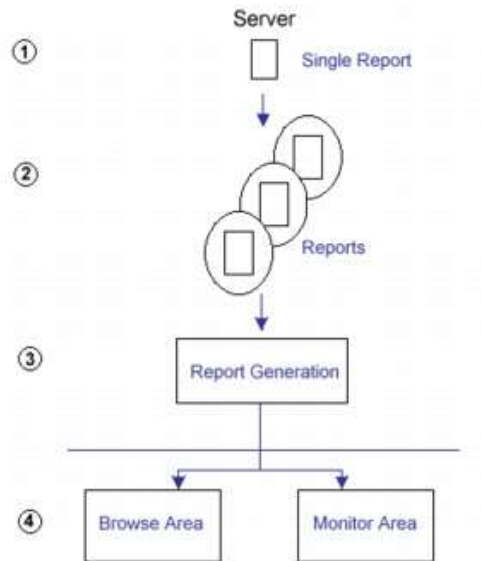 Server
① Single Report
②
Reports
③ Report Generation
④ Browse Area Monitor Area